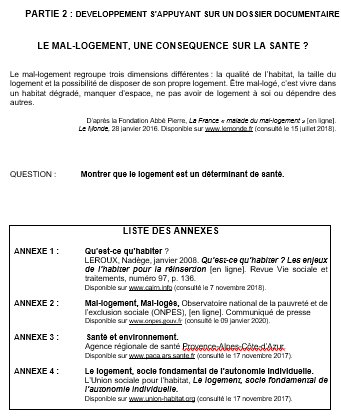 PARTIE 2 : DEVELOPPEMENT S'APPUYANT SUR UN DOSSIER DOCUMENTAIRE
LE MAL-LOGEMENT, UNE CONSEQUENCE SUR LA SANTE ?
Le mal-logement regroupe trois dimensions différentes : la qualité de l'habitat, la taille du
logement et la possibilité de disposer de son propre logement. Être mal-logé, c'est vivre dans
un habitat dégradé, manquer d'espace, ne pas avoir de logement à soi ou dépendre des
autres.
D'après la Fondation Abbé Pierre, La France « malade du mal-logement » [en ligne].
Le Monde, 28 janvier 2016. Disponible sur www.lemonde.fr (consulté le 15 juillet 2018).
QUESTION : Montrer que le logement est un déterminant de santé.
LISTE DES ANNEXES
ANNEXE 1 : Qu'est-ce qu'habiter ?
LEROUX, Nadège, janvier 2008. Qu'est-ce qu'habiter ? Les enjeux
de l'habiter pour la réinsertion [en ligne]. Revue Vie sociale et
traitements, numéro 97, p. 136.
Disponible sur www.cairn.info (consulté le 7 novembre 2018).
ANNEXE 2 : Mal-logement, Mal-logés, Observatoire national de la pauvreté et de
l'exclusion sociale (ONPES), [en ligne]. Communiqué de presse
Disponible sur www.onpes.gouv.fr (consulté le 09 janvier 2020).
ANNEXE 3 : Santé et environnement.
Agence régionale de santé Provence-Alpes-Côte-d'Azur.
Disponible sur www.paca.ars.sante.fr (consulté le 17 novembre 2017).
ANNEXE 4 : Le logement, socle fondamental de l'autonomie individuelle.
L'Union sociale pour l'habitat, Le logement, socle fondamental de
l'autonomie individuelle.
Disponible sur www.union-habitat.org (consulté le 17 novembre 2017).